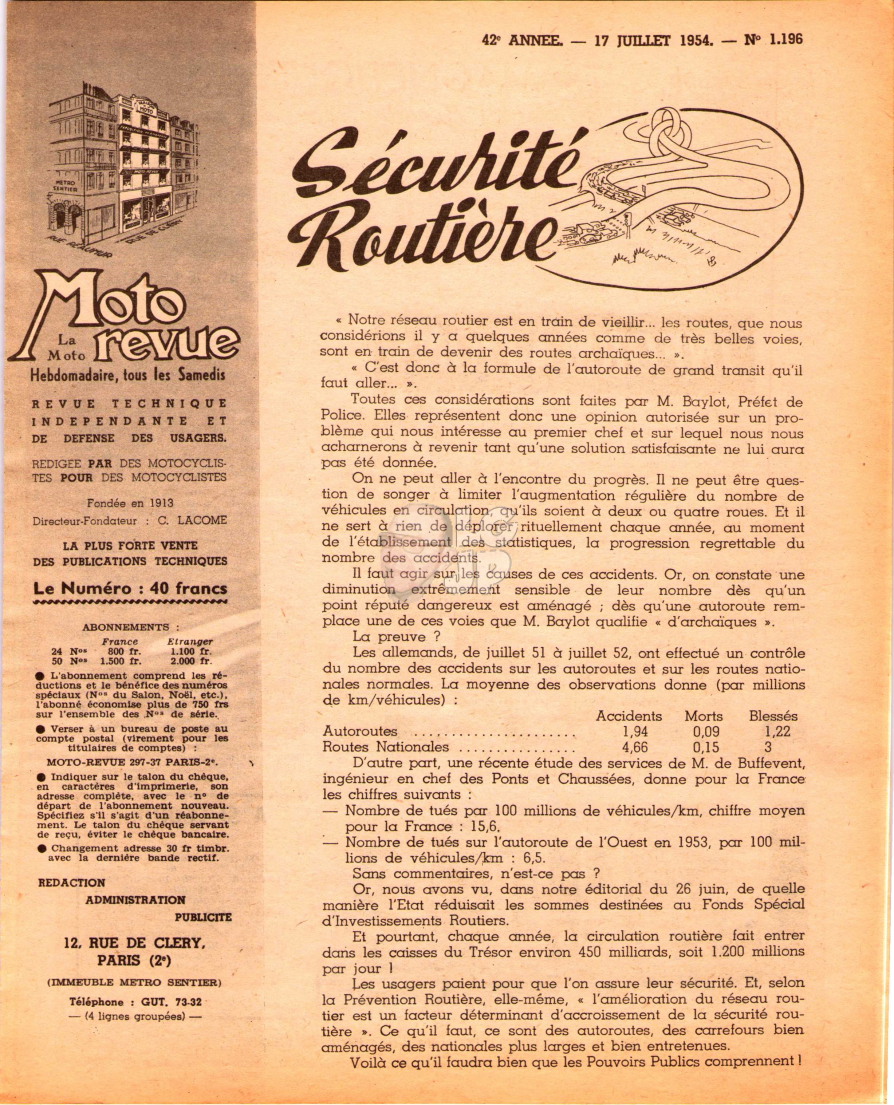 42e ANNEE. — 17 JUILLET 1954. — No 1.196
METRO
SENTIER
RUE REAUMUR
RUE DE CLERY
Moto
La
Moto revue
Hebdomadaire, tous les Samedis
REVUE TECHNIQUE
INDEPENDANTE ET
DE DEFENSE DES USAGERS.
REDIGEE PAR DES MOTOCYCLIS-
TES POUR DES MOTOCYCLISTES
Fondée en 1913
Directeur-Fondateur : C. LACOME
LA PLUS FORTE VENTE
DES PUBLICATIONS TECHNIQUES
Le Numéro : 40 francs
ABONNEMENTS :
France Etranger
24 Nos 800 fr. 1.100 fr.
50 Nos 1.500 fr. 2.000 fr.
● L'abonnement comprend les ré-
ductions et le bénéfice des numéros
spéciaux (Nos du Salon, Noël, etc.),
l'abonné économise plus de 750 frs
sur l'ensemble des Nos de série.
● Verser à un bureau de poste au
compte postal (virement pour les
titulaires de comptes) :
MOTO-REVUE 297-37 PARIS-2e.
● Indiquer sur le talon du chèque,
en caractères d'imprimerie, son
adresse complète, avec le no de
départ de l'abonnement nouveau.
Spécifiez s'il s'agit d'un réabonne-
ment. Le talon du chèque servant
de reçu, éviter le chèque bancaire.
● Changement adresse 30 fr timbr.
avec la dernière bande rectif.
REDACTION
ADMINISTRATION
PUBLICITE
12, RUE DE CLERY,
PARIS (2e)
(IMMEUBLE METRO SENTIER)
Téléphone : GUT. 73-32
— (4 lignes groupées) —
Sécurité
Routière
« Notre réseau routier est en train de vieillir... les routes, que nous
considérions il y a quelques années comme de très belles voies,
sont en train de devenir des routes archaïques... ».
« C'est donc à la formule de l'autoroute de grand transit qu'il
faut aller... ».
Toutes ces considérations sont faites par M. Baylot, Préfet de
Police. Elles représentent donc une opinion autorisée sur un pro-
blème qui nous intéresse au premier chef et sur lequel nous nous
acharnerons à revenir tant qu'une solution satisfaisante ne lui aura
pas été donnée.
On ne peut aller à l'encontre du progrès. Il ne peut être ques-
tion de songer à limiter l'augmentation régulière du nombre de
véhicules en circulation, qu'ils soient à deux ou quatre roues. Et il
ne sert à rien de déplorer rituellement chaque année, au moment
de l'établissement des statistiques, la progression regrettable du
nombre des accidents.
Il faut agir sur les causes de ces accidents. Or, on constate une
diminution extrêmement sensible de leur nombre dès qu'un
point réputé dangereux est aménagé ; dès qu'une autoroute rem-
place une de ces voies que M. Baylot qualifie « d'archaïques ».
La preuve ?
Les allemands, de juillet 51 à juillet 52, ont effectué un contrôle
du nombre des accidents sur les autoroutes et sur les routes natio-
nales normales. La moyenne des observations donne (par millions
de km/véhicules) :
Accidents Morts Blessés
Autoroutes ...................... 1,94 0,09 1,22
Routes Nationales ................ 4,66 0,15 3
D'autre part, une récente étude des services de M. de Buffevent,
ingénieur en chef des Ponts et Chaussées, donne pour la France
les chiffres suivants :
— Nombre de tués par 100 millions de véhicules/km, chiffre moyen
pour la France : 15,6.
— Nombre de tués sur l'autoroute de l'Ouest en 1953, par 100 mil-
lions de véhicules/km : 6,5.
Sans commentaires, n'est-ce pas ?
Or, nous avons vu, dans notre éditorial du 26 juin, de quelle
manière l'Etat réduisait les sommes destinées au Fonds Spécial
d'Investissements Routiers.
Et pourtant, chaque année, la circulation routière fait entrer
dans les caisses du Trésor environ 450 milliards, soit 1.200 millions
par jour !
Les usagers paient pour que l'on assure leur sécurité. Et, selon
la Prévention Routière, elle-même, « l'amélioration du réseau rou-
tier est un facteur déterminant d'accroissement de la sécurité rou-
tière ». Ce qu'il faut, ce sont des autoroutes, des carrefours bien
aménagés, des nationales plus larges et bien entretenues.
Voilà ce qu'il faudra bien que les Pouvoirs Publics comprennent !